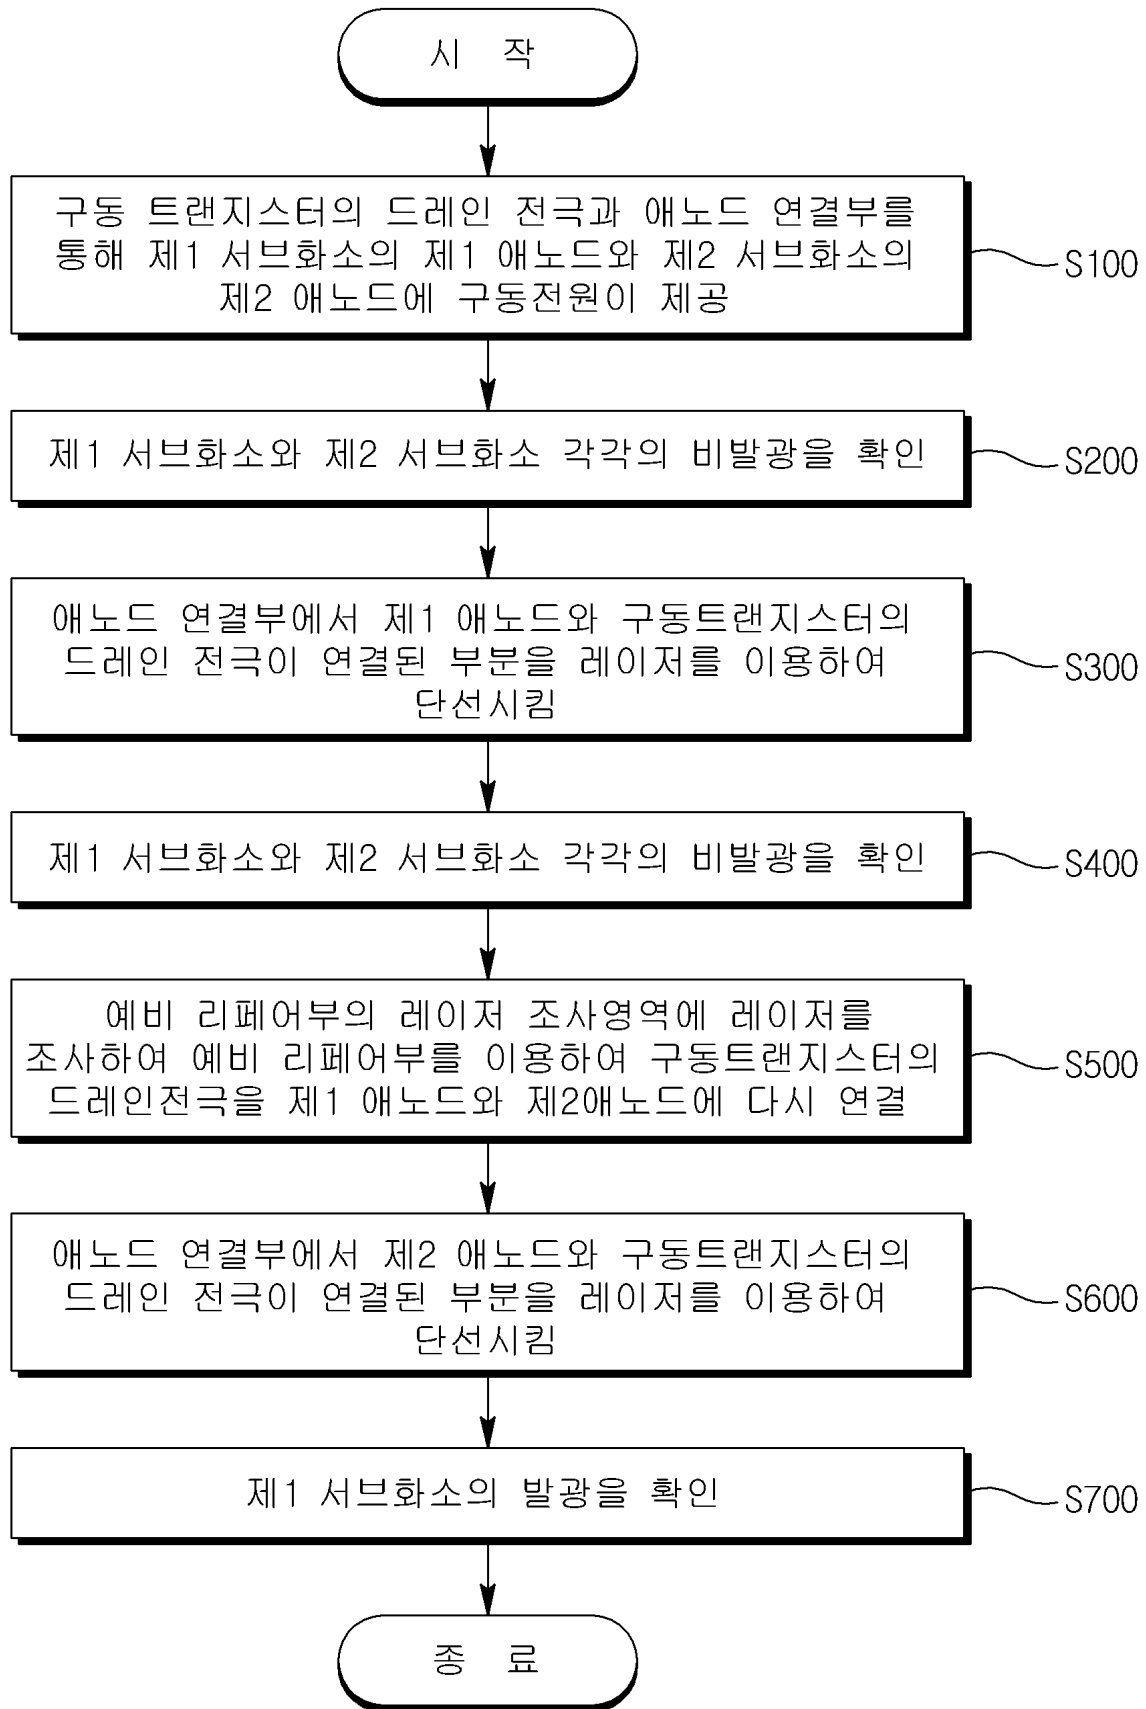 시 작
구동 트랜지스터의 드레인 전극과 애노드 연결부를
통해 제1 서브화소의 제1 애노드와 제2 서브화소의
제2 애노드에 구동전원이 제공
S100
제1 서브화소와 제2 서브화소 각각의 비발광을 확인
S200
애노드 연결부에서 제1 애노드와 구동트랜지스터의
드레인 전극이 연결된 부분을 레이저를 이용하여
단선시킴
S300
제1 서브화소와 제2 서브화소 각각의 비발광을 확인
S400
예비 리페어부의 레이저 조사영역에 레이저를
조사하여 예비 리페어부를 이용하여 구동트랜지스터의
드레인전극을 제1 애노드와 제2애노드에 다시 연결
S500
애노드 연결부에서 제2 애노드와 구동트랜지스터의
드레인 전극이 연결된 부분을 레이저를 이용하여
단선시킴
S600
제1 서브화소의 발광을 확인
S700
종 료